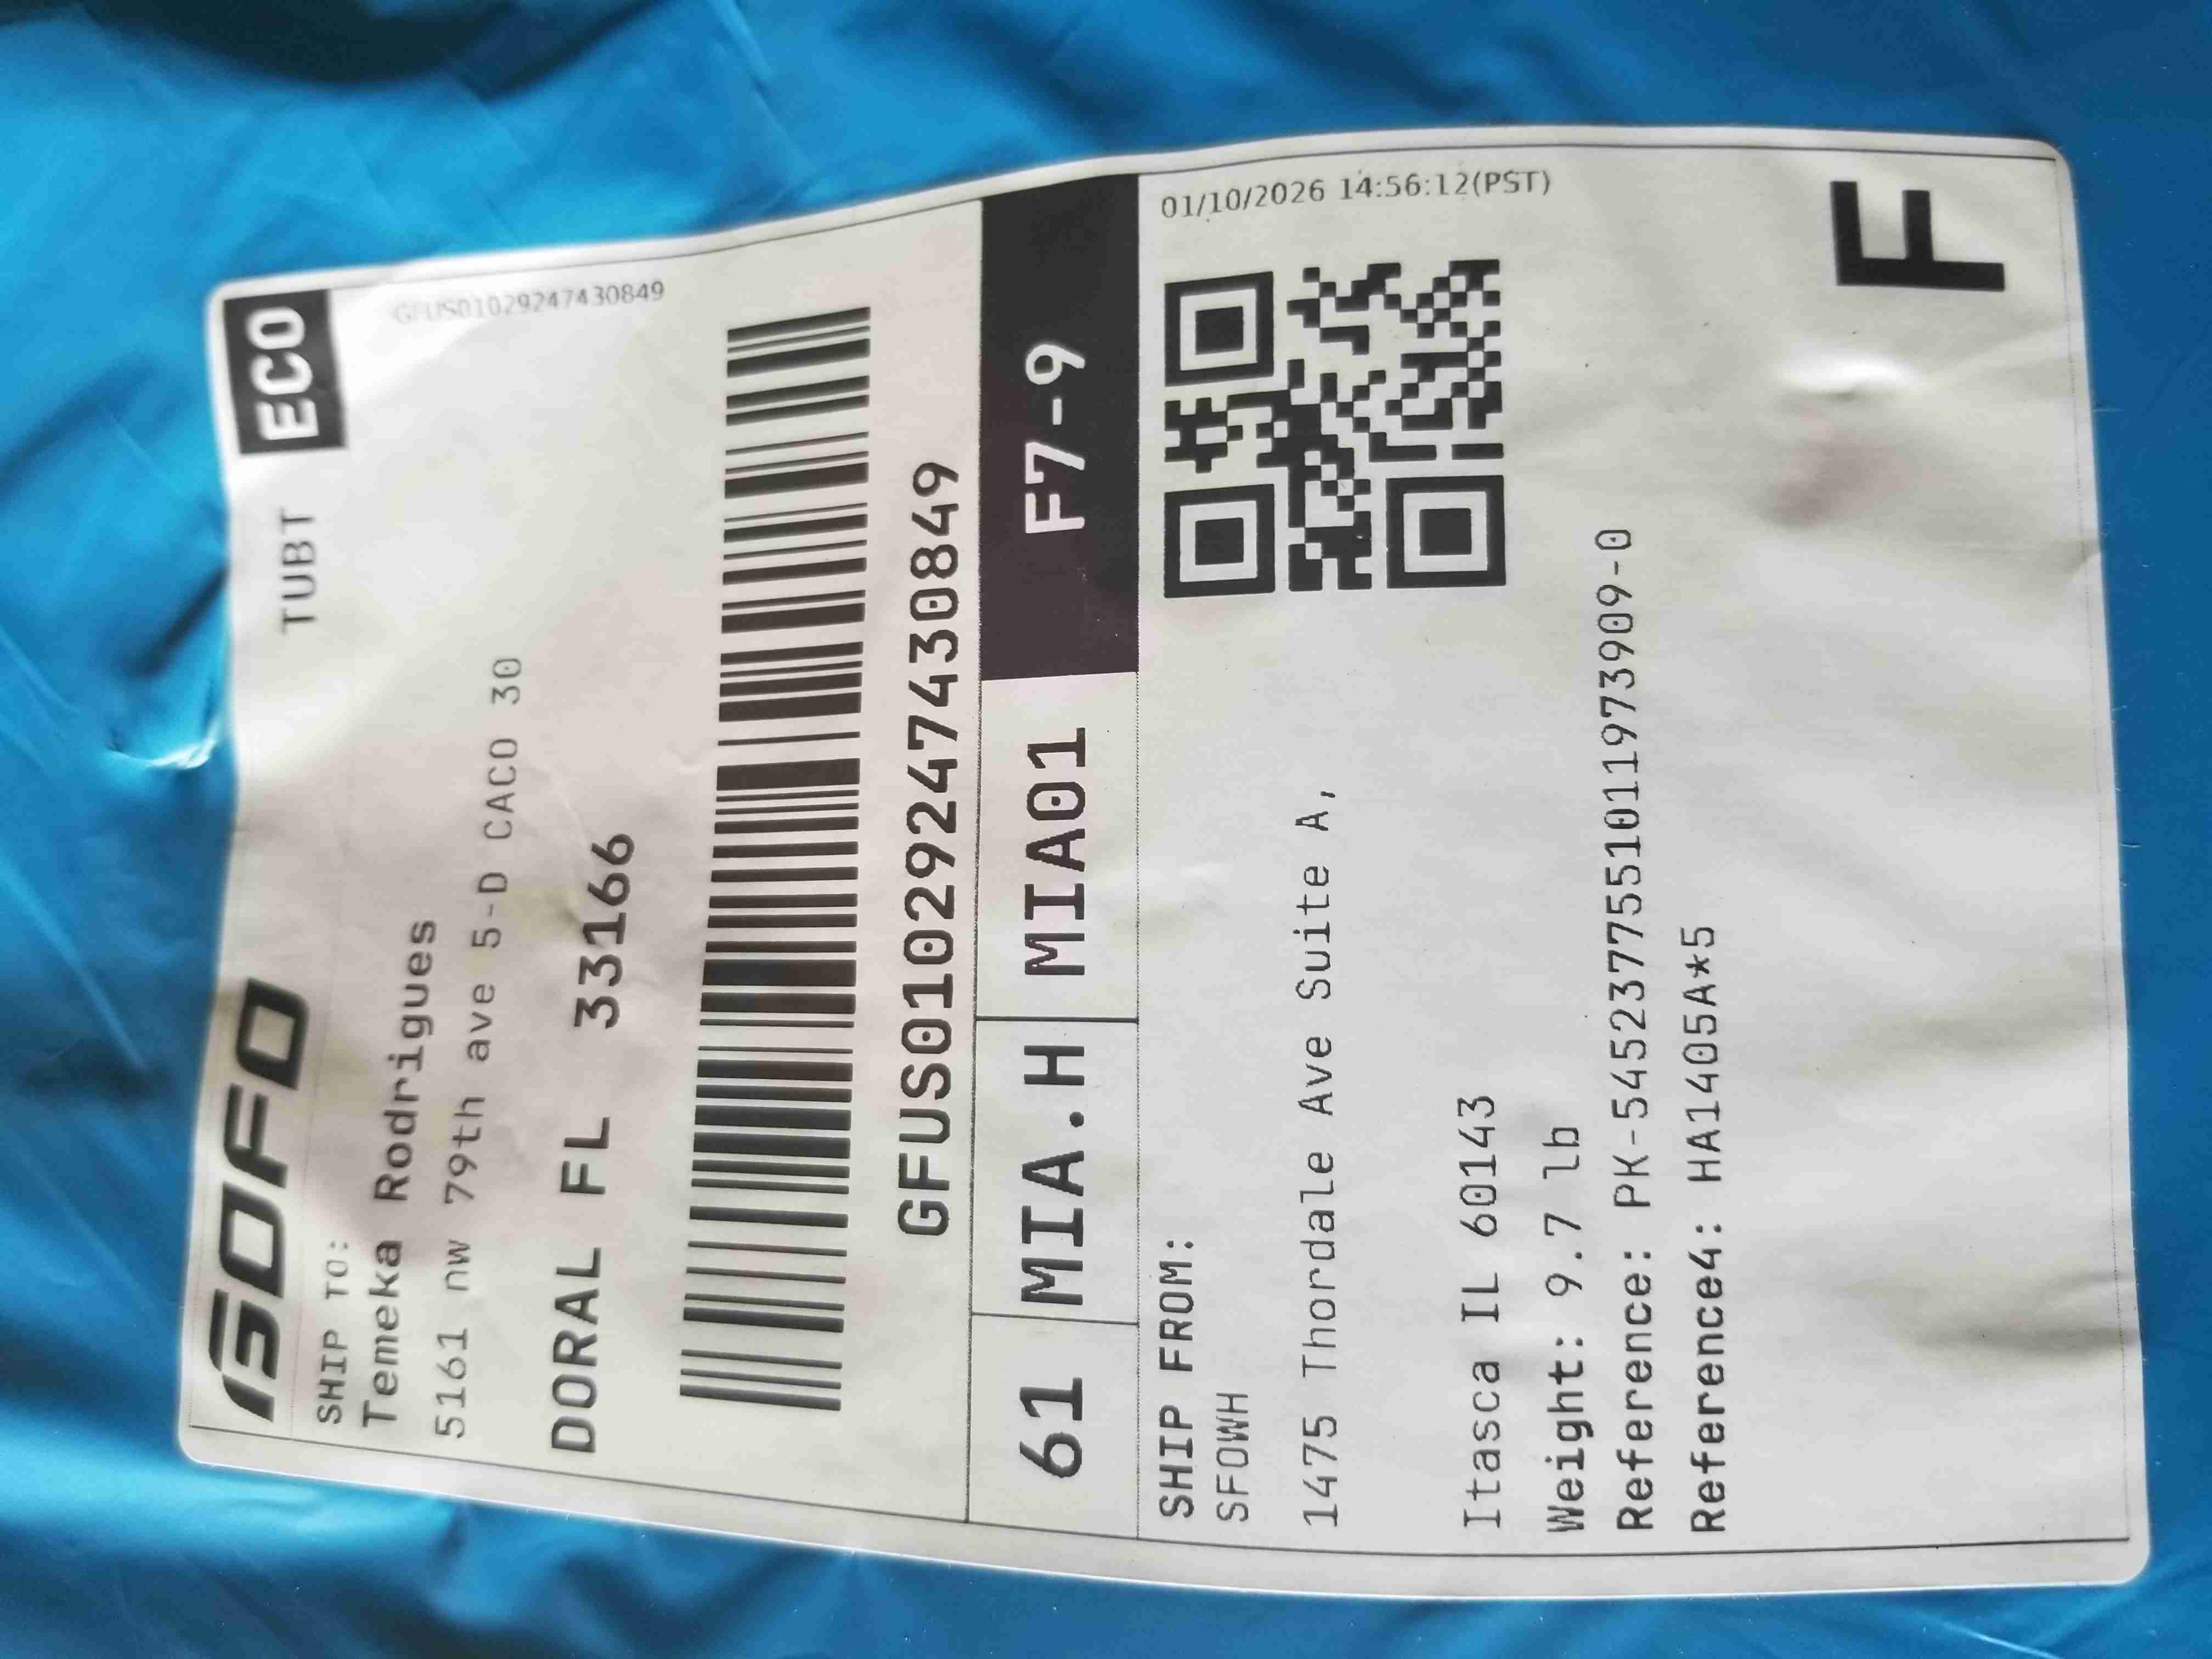 GOFO
TUBT
ECO
SHIP TO:
Temeka Rodrigues
GFUS01029247430849
5161 nw 79th ave 5-D CACO 30
DORAL FL 33166
GFUS01029247430849
61 MIA.H MIA01 F7-9
SHIP FROM:
SFOWH
01/10/2026 14:56:12(PST)
1475 Thordale Ave Suite A,
Itasca IL 60143
Weight: 9.7 lb
Reference: PK-5452377551011973909-0
Reference4: HA1405A*5
F